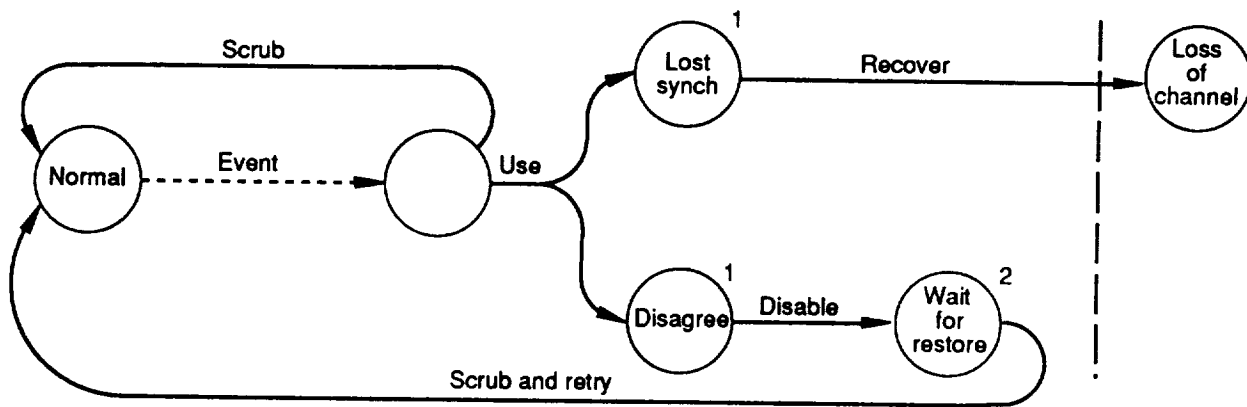 1
Scrub
Lost
synch
Recover
Loss
of
channel
Normal
Event
Use
1
2
Disagree
Disable
Wait
for
restore
Scrub and retry